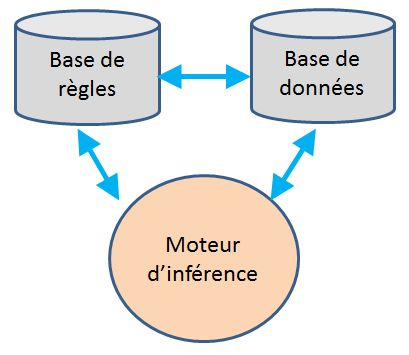 Base de
règles
Base de
données
Moteur
d'inférence